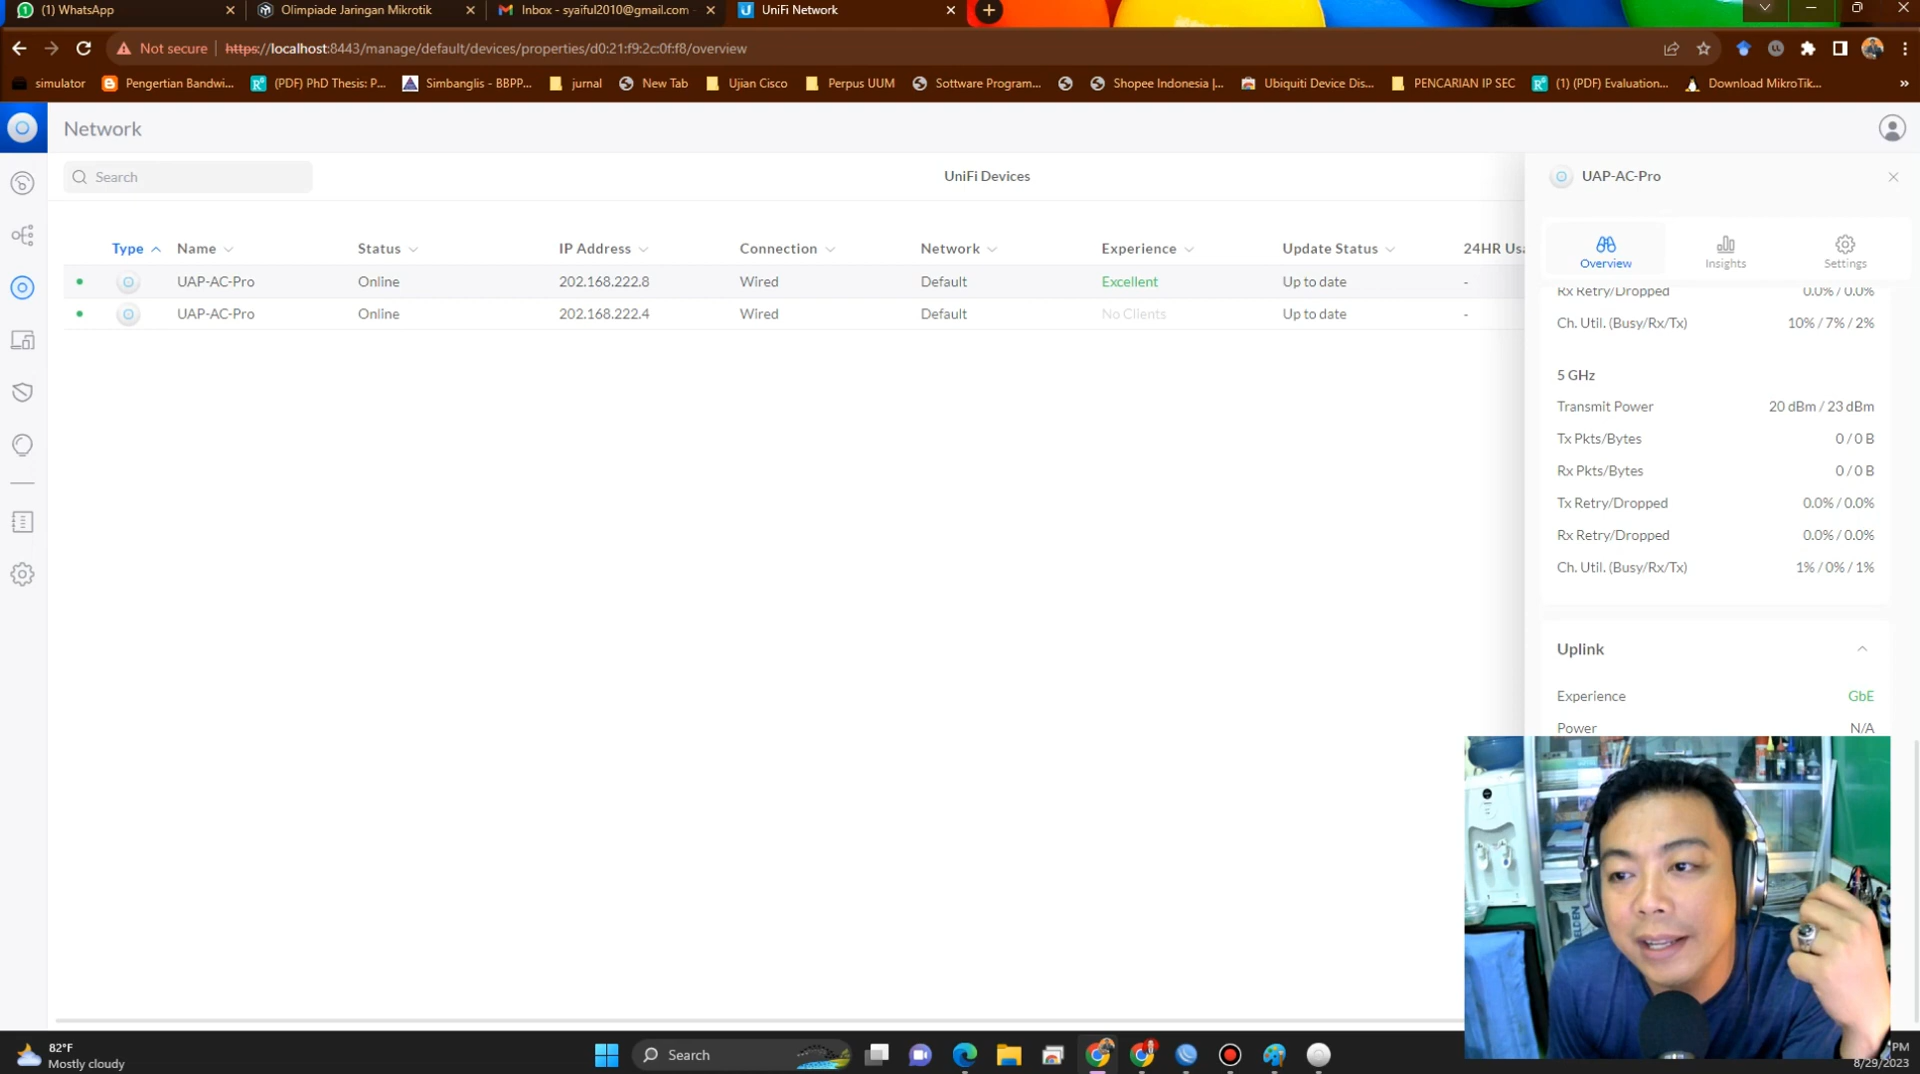 (1) WhatsApp
Olimpiade Jaringan Mikrotik
Inbox - syaiful2010@gmail.com
UniFi Network
Not secure
https://localhost:8443/manage/default/devices/properties/d0:21:f9:2c:0f:f8/overview
simulator
Pengertian Bandwi...
(PDF) PhD Thesis: P...
Simbanglis - BBPP...
jurnal
New Tab
Ujian Cisco
Perpus UUM
Software Program...
Shopee Indonesia |...
Ubiquiti Device Dis...
PENCARIAN IP SEC
(1) (PDF) Evaluation...
Download MikroTik...
»
Network
Search
UniFi Devices
UAP-AC-Pro
Overview
Insights
Settings
Type Name Status IP Address Connection Network Experience Update Status 24HR Us
UAP-AC-Pro Online 202.168.222.8 Wired Default Excellent Up to date -
UAP-AC-Pro Online 202.168.222.4 Wired Default No Clients Up to date -
Rx Retry/Dropped 0.0% / 0.0%
Ch. Util. (Busy/Rx/Tx) 10% / 7% / 2%
5 GHz
Transmit Power 20 dBm / 23 dBm
Tx Pkts/Bytes 0 / 0 B
Rx Pkts/Bytes 0 / 0 B
Tx Retry/Dropped 0.0% / 0.0%
Rx Retry/Dropped 0.0% / 0.0%
Ch. Util. (Busy/Rx/Tx) 1% / 0% / 1%
Uplink
Experience GbE
Power N/A
82°F
Mostly cloudy
Search
PM
8/29/2023